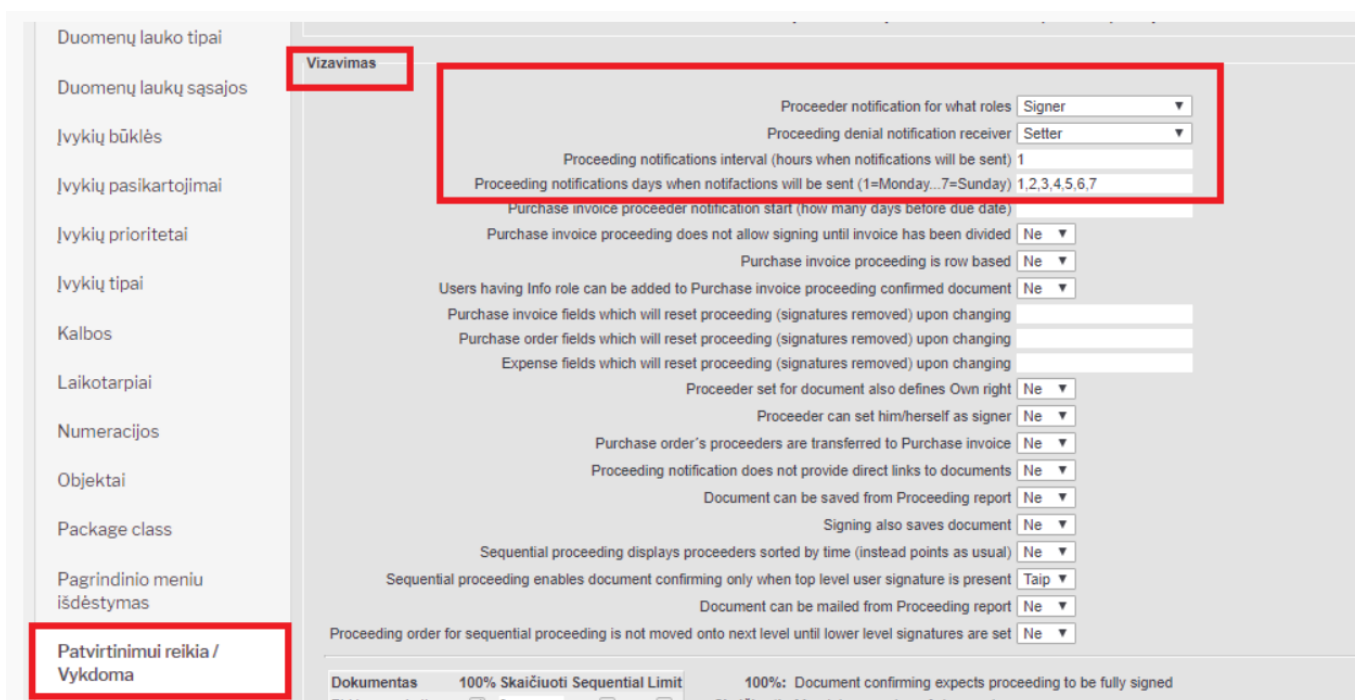 Duomenų lauko tipai
Duomenų laukų sąsajos
Įvykių būklės
Įvykių pasikartojimai
Įvykių prioritetai
Įvykių tipai
Kalbos
Laikotarpiai
Numeracijos
Objektai
Package class
Pagrindinio meniu
išdėstymas
Patvirtinimui reikia /
Vykdoma
Vizavimas
Proceeder notification for what roles Signer
Proceeding denial notification receiver Setter
Proceeding notifications interval (hours when notifications will be sent) 1
Proceeding notifications days when notifactions will be sent (1=Monday...7=Sunday) 1,2,3,4,5,6,7
Purchase invoice proceeder notification start (how many days before due date)
Purchase invoice proceeding does not allow signing until invoice has been divided Ne
Purchase invoice proceeding is row based Ne
Users having Info role can be added to Purchase invoice proceeding confirmed document Ne
Purchase invoice fields which will reset proceeding (signatures removed) upon changing
Purchase order fields which will reset proceeding (signatures removed) upon changing
Expense fields which will reset proceeding (signatures removed) upon changing
Proceeder set for document also defines Own right Ne
Proceeder can set him/herself as signer Ne
Purchase order´s proceeders are transferred to Purchase invoice Ne
Proceeding notification does not provide direct links to documents Ne
Document can be saved from Proceeding report Ne
Signing also saves document Ne
Sequential proceeding displays proceeders sorted by time (instead points as usual) Ne
Sequential proceeding enables document confirming only when top level user signature is present Taip
Document can be mailed from Proceeding report Ne
Proceeding order for sequential proceeding is not moved onto next level until lower level signatures are set Ne
Dokumentas 100% Skaičiuoti Sequential Limit 100%: Document confirming expects proceeding to be fully signed